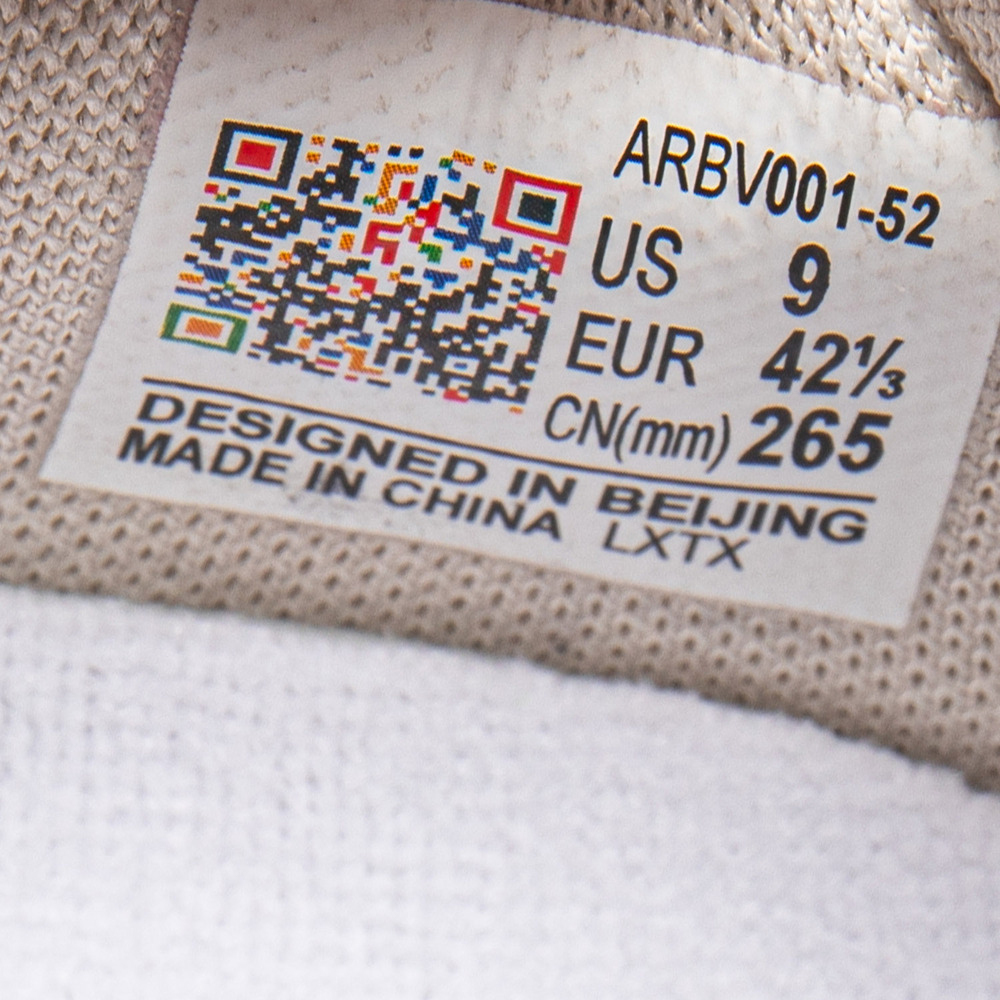 ARBV001-52
US 9
EUR 42⅓
CN(mm) 265
DESIGNED IN BEIJING
MADE IN CHINA LXTX